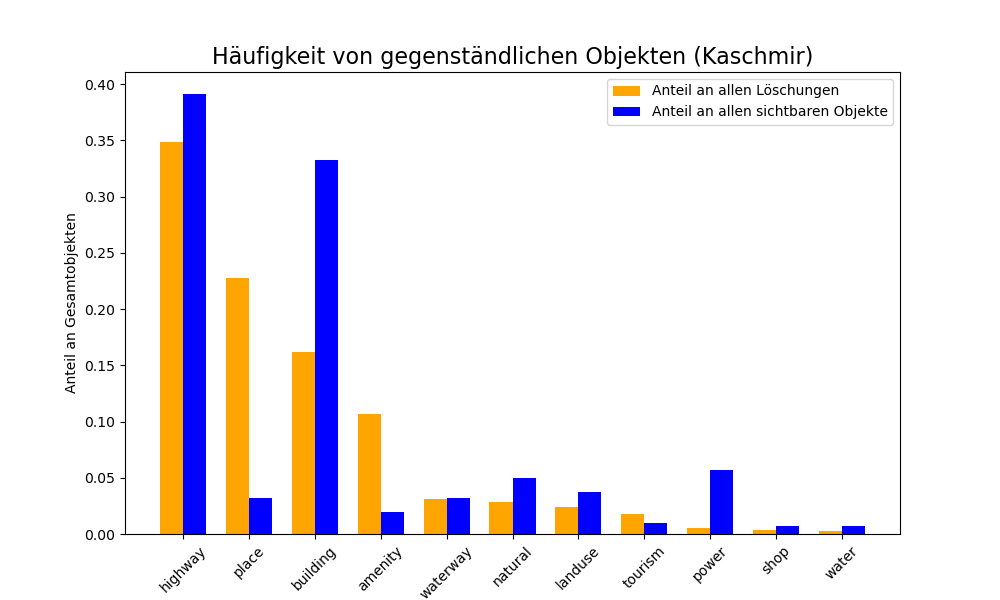 Häufigkeit von gegenständlichen Objekten (Kaschmir)
Anteil an allen Löschungen
Anteil an allen sichtbaren Objekte
Anteil an Gesamtobjekten
0.40
0.35
0.30
0.25
0.20
0.15
0.10
0.05
0.00
highway
place
building
amenity
waterway
natural
landuse
tourism
power
shop
water